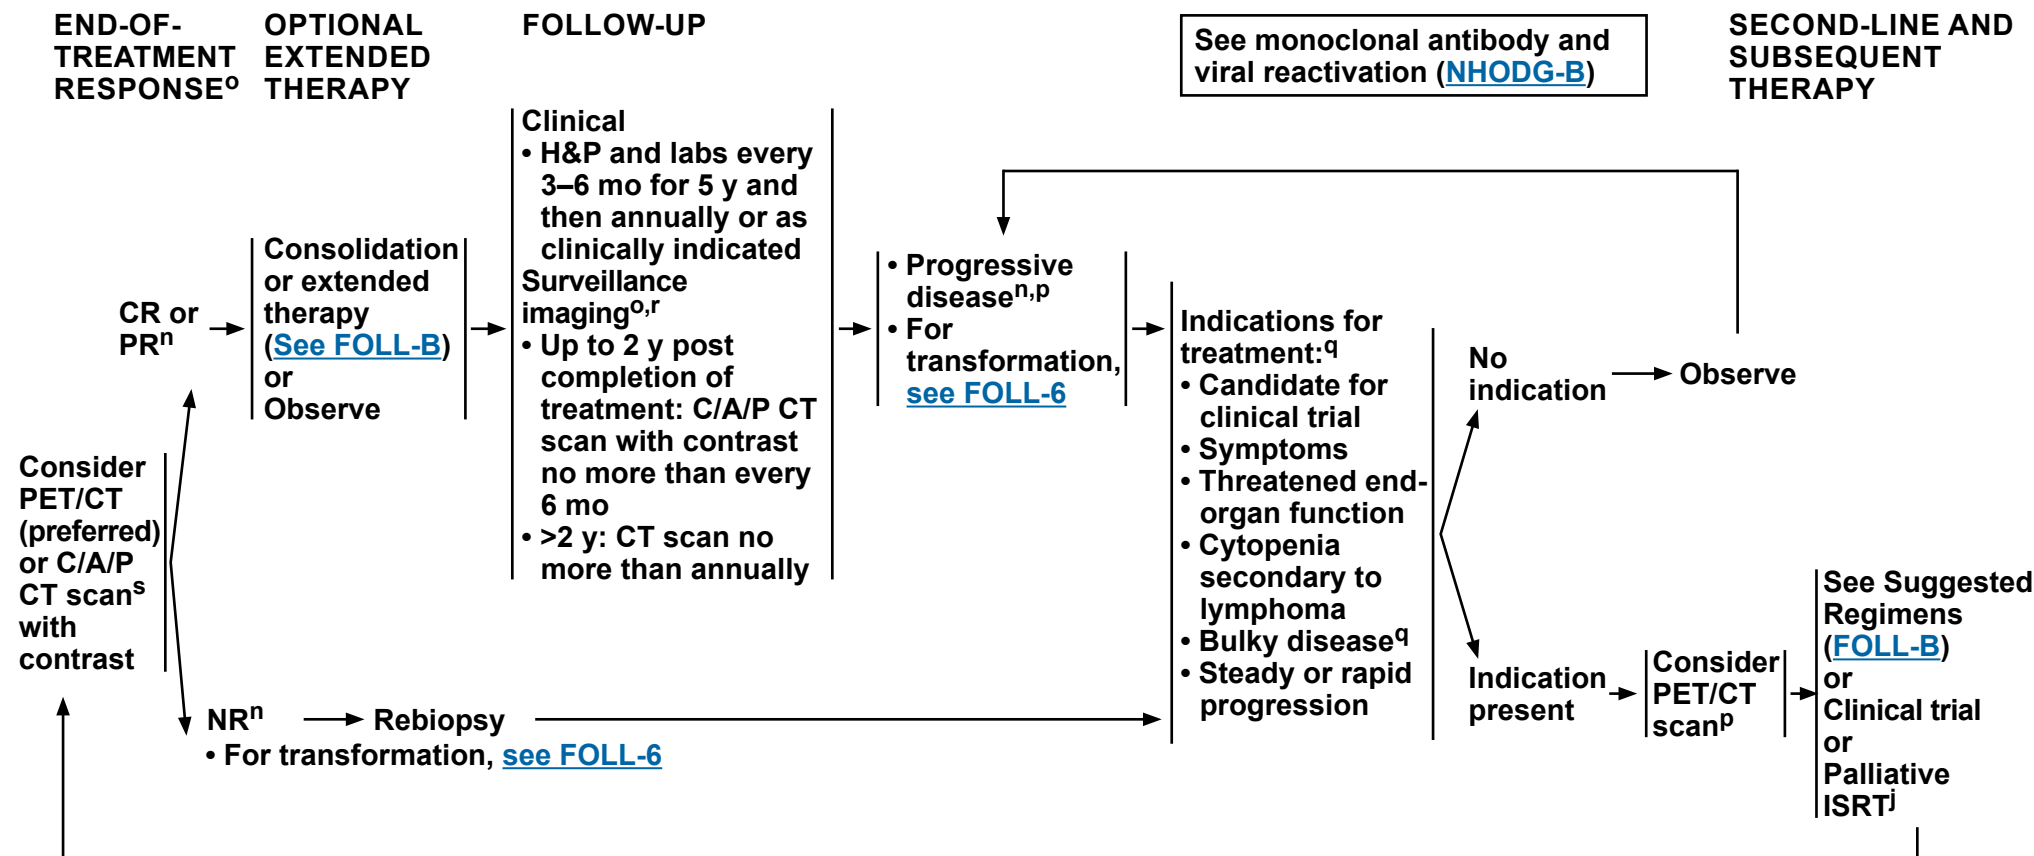 END-OF-
TREATMENT
RESPONSEo
OPTIONAL
EXTENDED
THERAPY
FOLLOW-UP
See monoclonal antibody and
viral reactivation (NHODG-B)
SECOND-LINE AND
SUBSEQUENT
THERAPY
Consider
PET/CT
(preferred)
or C/A/P
CT scans
with
contrast
CR or
PRn
Consolidation
or extended
therapy
(See FOLL-B)
or
Observe
Clinical
• H&P and labs every
3–6 mo for 5 y and
then annually or as
clinically indicated
Surveillance
imagingo,r
• Up to 2 y post
completion of
treatment: C/A/P CT
scan with contrast
no more than every
6 mo
• >2 y: CT scan no
more than annually
• Progressive
diseasen,p
• For
transformation,
see FOLL-6
NRn
Rebiopsy
• For transformation, see FOLL-6
Indications for
treatment:q
• Candidate for
clinical trial
• Symptoms
• Threatened end-
organ function
• Cytopenia
secondary to
lymphoma
• Bulky diseaseq
• Steady or rapid
progression
No
indication
Observe
Indication
present
Consider
PET/CT
scanp
See Suggested
Regimens
(FOLL-B)
or
Clinical trial
or
Palliative
ISRTj